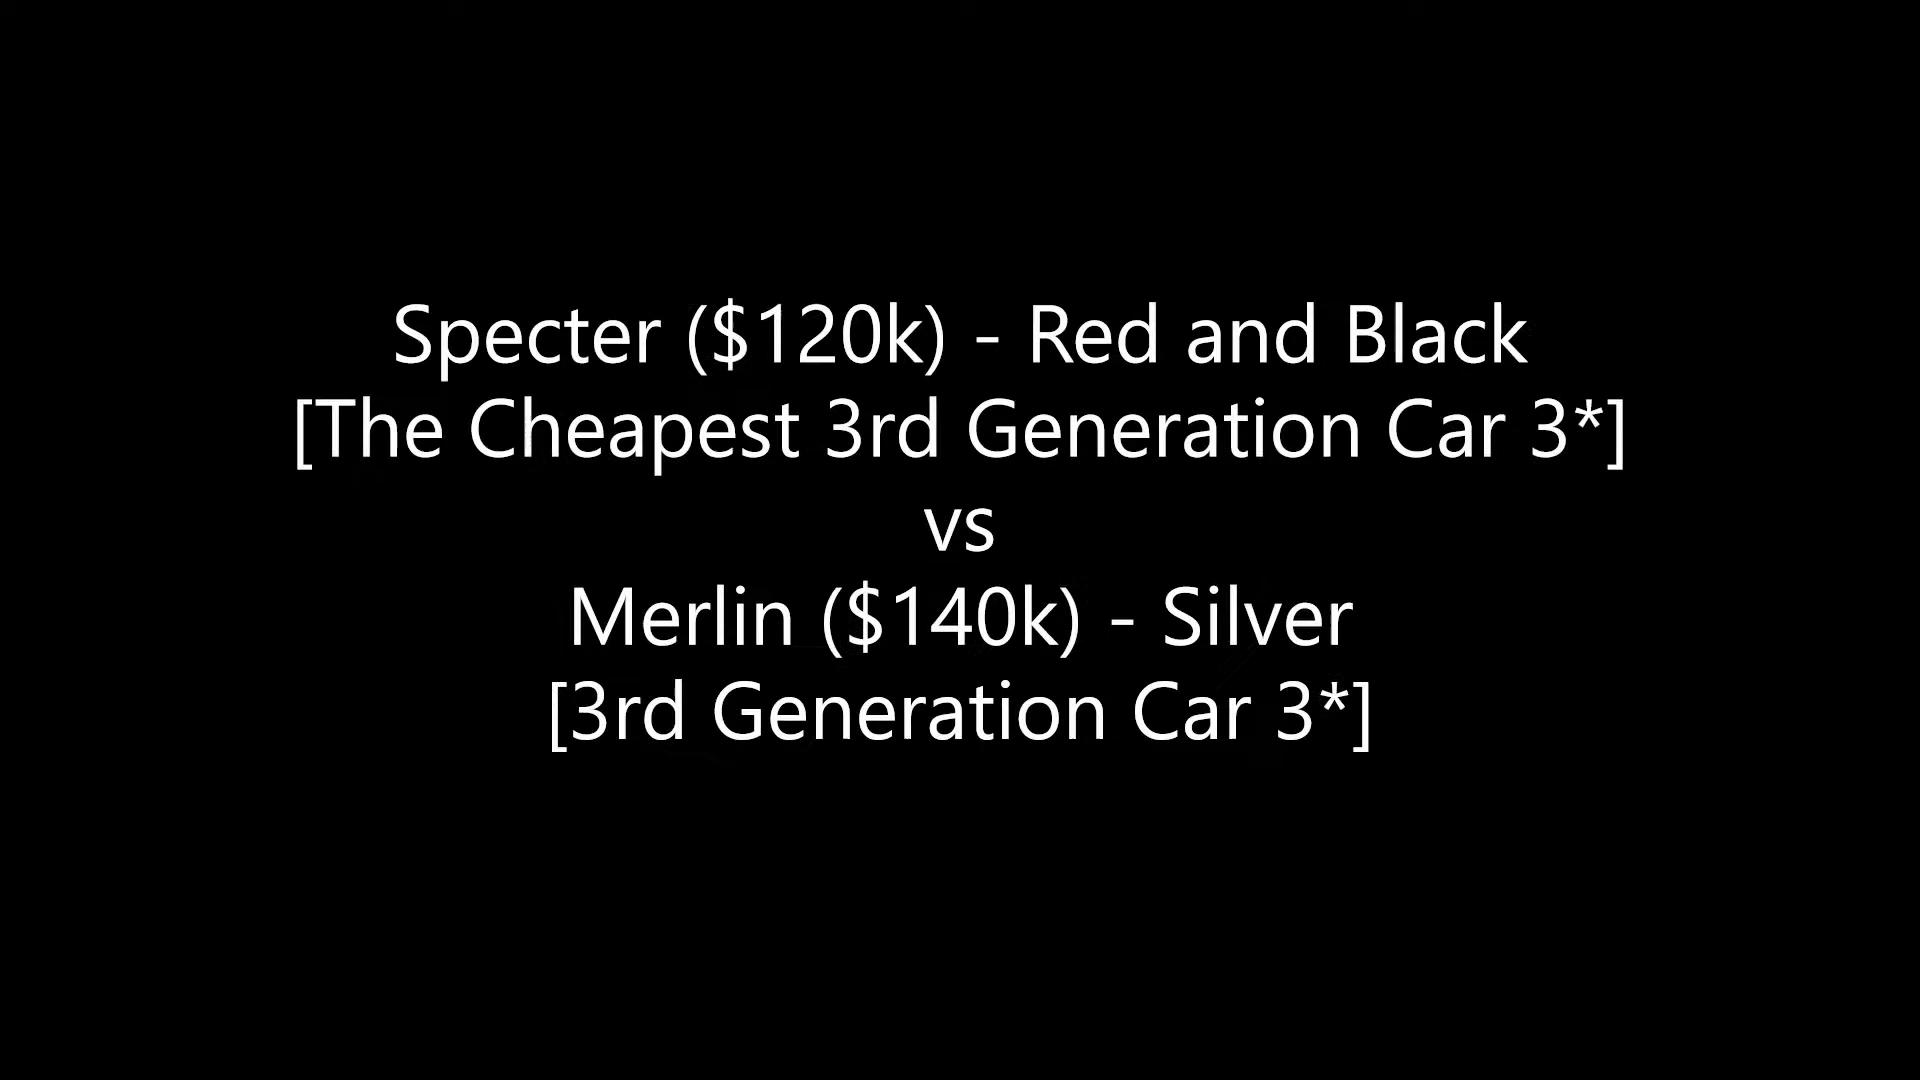 Specter ($120k) - Red and Black
[The Cheapest 3rd Generation Car 3*]
vs
Merlin ($140k) - Silver
[3rd Generation Car 3*]